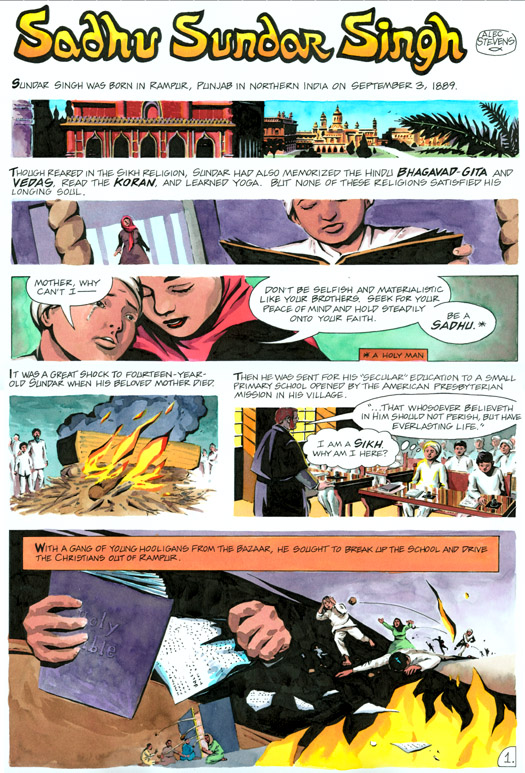 Sadhu Sundar Singh
ALEC
STEVENS
SUNDAR SINGH WAS BORN IN RAMPUR, PUNJAB IN NORTHERN INDIA ON SEPTEMBER 3, 1889.
THOUGH REARED IN THE SIKH RELIGION, SUNDAR HAD ALSO MEMORIZED THE HINDU BHAGAVAD-GITA AND
VEDAS, READ THE KORAN, AND LEARNED YOGA. BUT NONE OF THESE RELIGIONS SATISFIED HIS
LONGING SOUL.
MOTHER, WHY
CAN'T I —
DON'T BE SELFISH AND MATERIALISTIC
LIKE YOUR BROTHERS. SEEK FOR YOUR
PEACE OF MIND AND HOLD STEADILY
ONTO YOUR FAITH.
BE A
SADHU.*
* A HOLY MAN
IT WAS A GREAT SHOCK TO FOURTEEN-YEAR-
OLD SUNDAR WHEN HIS BELOVED MOTHER DIED.
THEN HE WAS SENT FOR HIS "SECULAR" EDUCATION TO A SMALL
PRIMARY SCHOOL OPENED BY THE AMERICAN PRESBYTERIAN
MISSION IN HIS VILLAGE.
"...THAT WHOSOEVER BELIEVETH
IN HIM SHOULD NOT PERISH, BUT HAVE
EVERLASTING LIFE."
I AM A SIKH.
WHY AM I HERE?
WITH A GANG OF YOUNG HOOLIGANS FROM THE BAZAAR, HE SOUGHT TO BREAK UP THE SCHOOL AND DRIVE
THE CHRISTIANS OUT OF RAMPUR.
Holy
Bible
1.